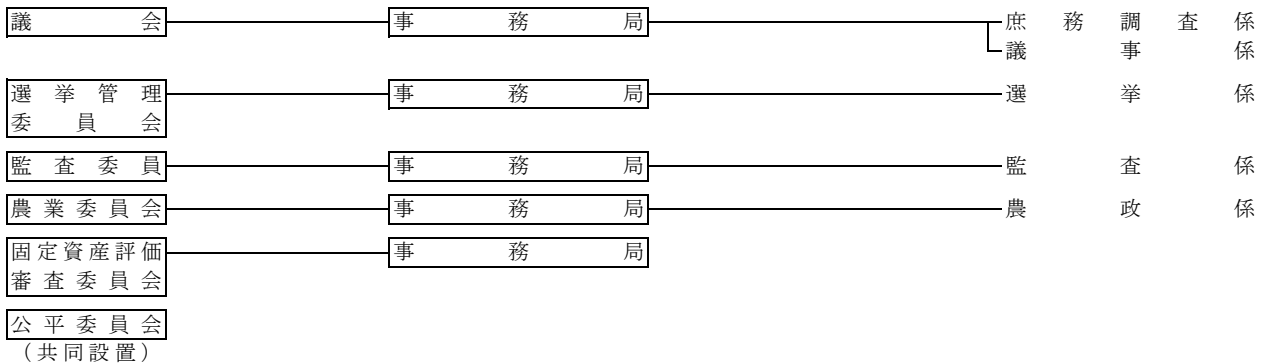 議会 事務局 庶務調査係
議事係
選挙管理 事務局 選挙係
委員会
監査委員 事務局 監査係
農業委員会 事務局 農政係
固定資産評価 事務局
審査委員会
公平委員会
（共同設置）